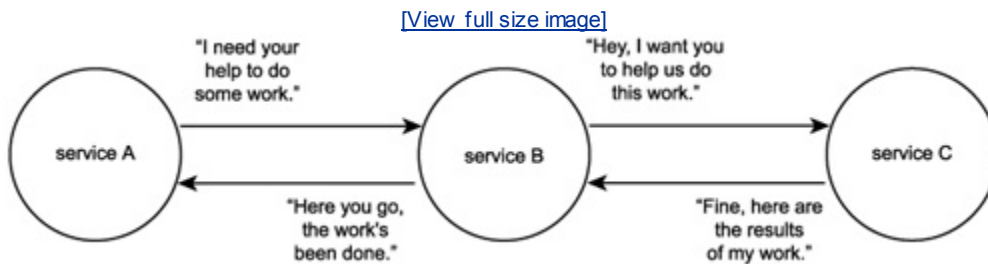 [View full size image]
"I need your
help to do
some work."
"Hey, I want you
to help us do
this work."
service A
service B
service C
"Here you go,
the work's
been done."
"Fine, here are
the results
of my work."